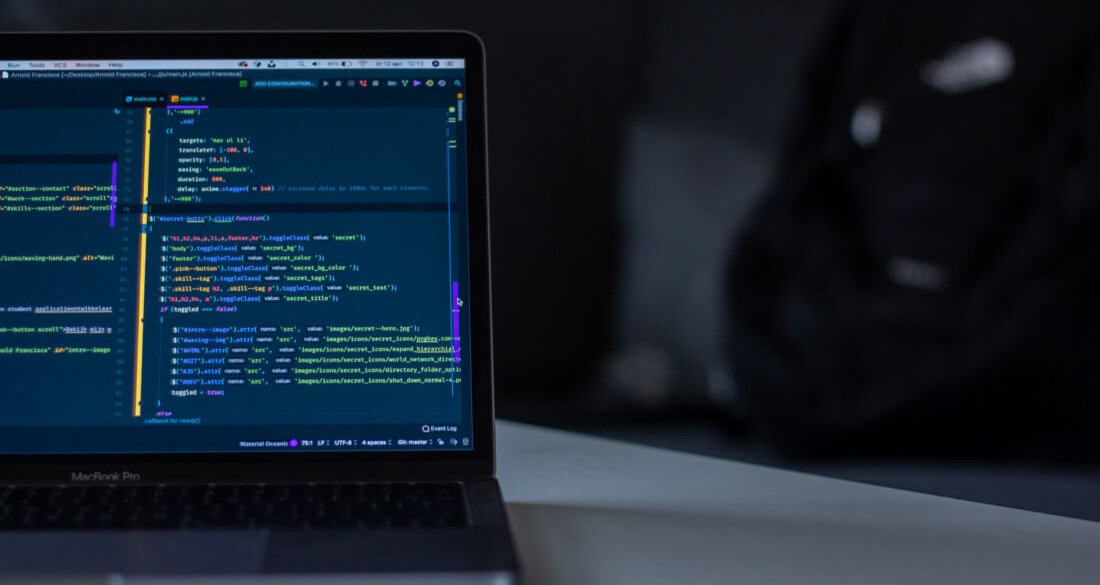 Run Tools VCS Window Help
Arnold Francisca [~/Desktop/Arnold Francisca] - .../js/main.js [Arnold Francisca]
ADD CONFIGURATION...
main.css × main.js ×
},'-=900')
.add
({
targets: 'nav ul li',
translateY: [-100, 0],
opacity: [0,1],
easing: 'easeOutBack',
duration: 800,
delay: anime.stagger( 140) // increase delay by 100ms for each elements.
},'-=900');
="#section--contact" class="scroll
="#work--section" class="scroll
="#skills-section" class="scroll"
$("#secret-butto").click(function()
{
$('h1,h2,h4,p,li,a,footer,hr').toggleClass( value: 'secret');
$('body').toggleClass( value: 'secret_bg');
$('footer').toggleClass( value: 'secret_color ');
$('.pink--button').toggleClass( value: 'secret_bg_color ');
$('.skill--tag').toggleClass( value: 'secret_tags');
$('.skill--tag h2, .skill--tag p').toggleClass( value: 'secret_text');
$('h1,h2,h4, a').toggleClass( value: 'secret_title');
/icons/waving-hand.png" alt="Wavi
if (toggled === false)
{
en student applicatieontwikkelaar
$("#intro--image").attr( name: 'src', value: 'images/secret--hero.jpg');
--button scroll">Bekijk mijn
$("#waving--img").attr( name: 'src', value: 'images/icons/secret_icons/pngkey.com
$("#HTML").attr( name: 'src', value: 'images/icons/secret_icons/expand_hierarchial_
nold Francisca" id="intro--image
name: 'src', value: 'images/icons/secret_icons/world_network_direct
$("#JS").attr( name: 'src', value: 'images/icons/secret_icons/directory_folder_opti
$("#DEV").attr( name: 'src', value: 'images/icons/secret_icons/shut_down_normal-4.p
toggled = true;
}
else
callback for ready()
Event Log
Material Oceanic 75:1 LF UTF-8 4 spaces Git: master
MacBook Pro
Database